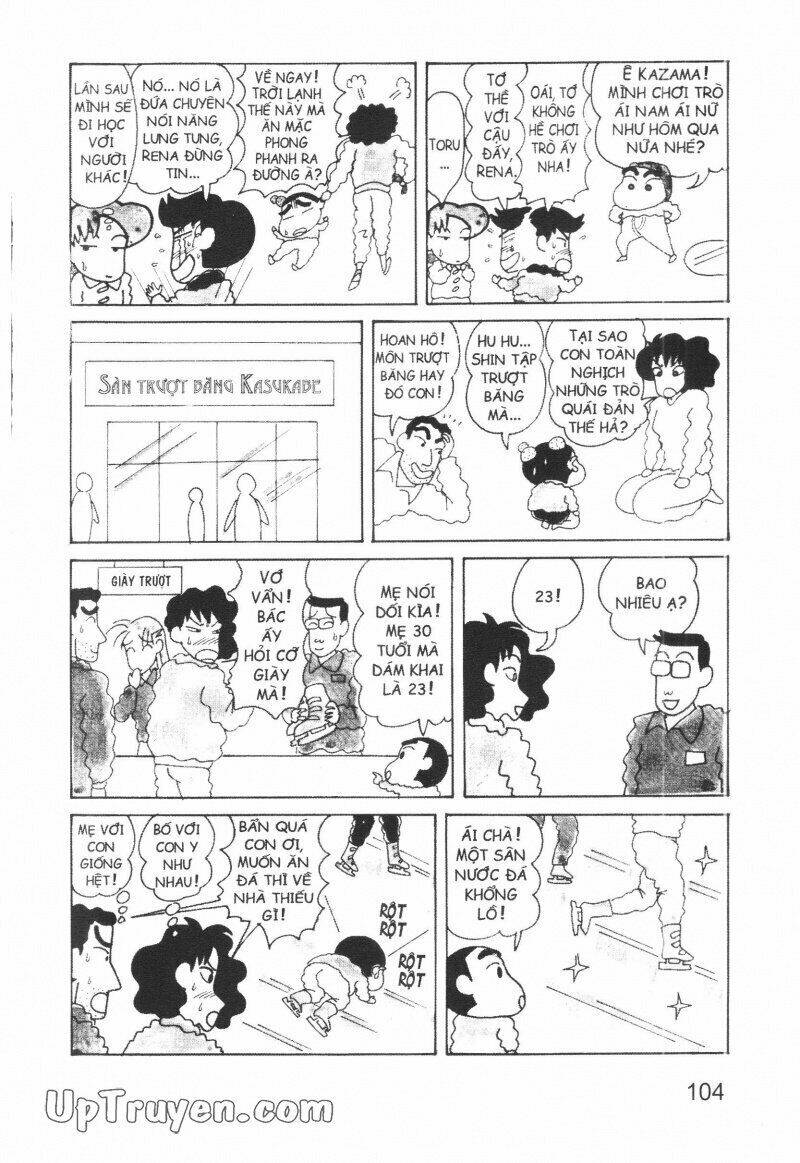 Ê KAZAMA!
MÌNH CHƠI TRÒ
ÁI NAM ÁI NỮ
NHƯ HÔM QUA
NỮA NHÉ?
OÁI, TỚ
KHÔNG
HỀ CHƠI
TRÒ ẤY
NHA!
TỚ
THỀ
VỚI
CẬU
ĐẤY,
RENA.
TORU
...
VỀ NGAY!
TRỜI LẠNH
THẾ NÀY MÀ
ĂN MẶC
PHONG
PHANH RA
ĐƯỜNG À?
NÓ... NÓ LÀ
ĐỨA CHUYÊN
NÓI NĂNG
LUNG TUNG,
RENA ĐỪNG
TIN...
LẦN SAU
MÌNH SẼ
ĐI HỌC
VỚI
NGƯỜI
KHÁC!
TẠI SAO
CON TOÀN
NGHỊCH
NHỮNG TRÒ
QUÁI ĐẢN
THẾ HẢ?
HU HU...
SHIN TẬP
TRƯỢT
BĂNG
MÀ...
HOAN HÔ!
MÔN TRƯỢT
BĂNG HAY
ĐÓ CON!
SÀN TRƯỢT BĂNG KASUKABE
BAO
NHIÊU Ạ?
23!
MẸ NÓI
DỐI KÌA!
MẸ 30
TUỔI MÀ
DÁM KHAI
LÀ 23!
VỚ
VẨN!
BÁC
ẤY
HỎI CỠ
GIÀY
MÀ!
GIÀY TRƯỢT
ÁI CHÀ!
MỘT SÂN
NƯỚC ĐÁ
KHỔNG
LỒ!
BẨN QUÁ
CON ƠI,
MUỐN ĂN
ĐÁ THÌ VỀ
NHÀ THIẾU
GÌ!
RỘT
RỘT
RỘT
RỘT
BỐ VỚI
CON Y
NHƯ
NHAU!
MẸ VỚI
CON
GIỐNG
HỆT!
104
UpTruyen.com